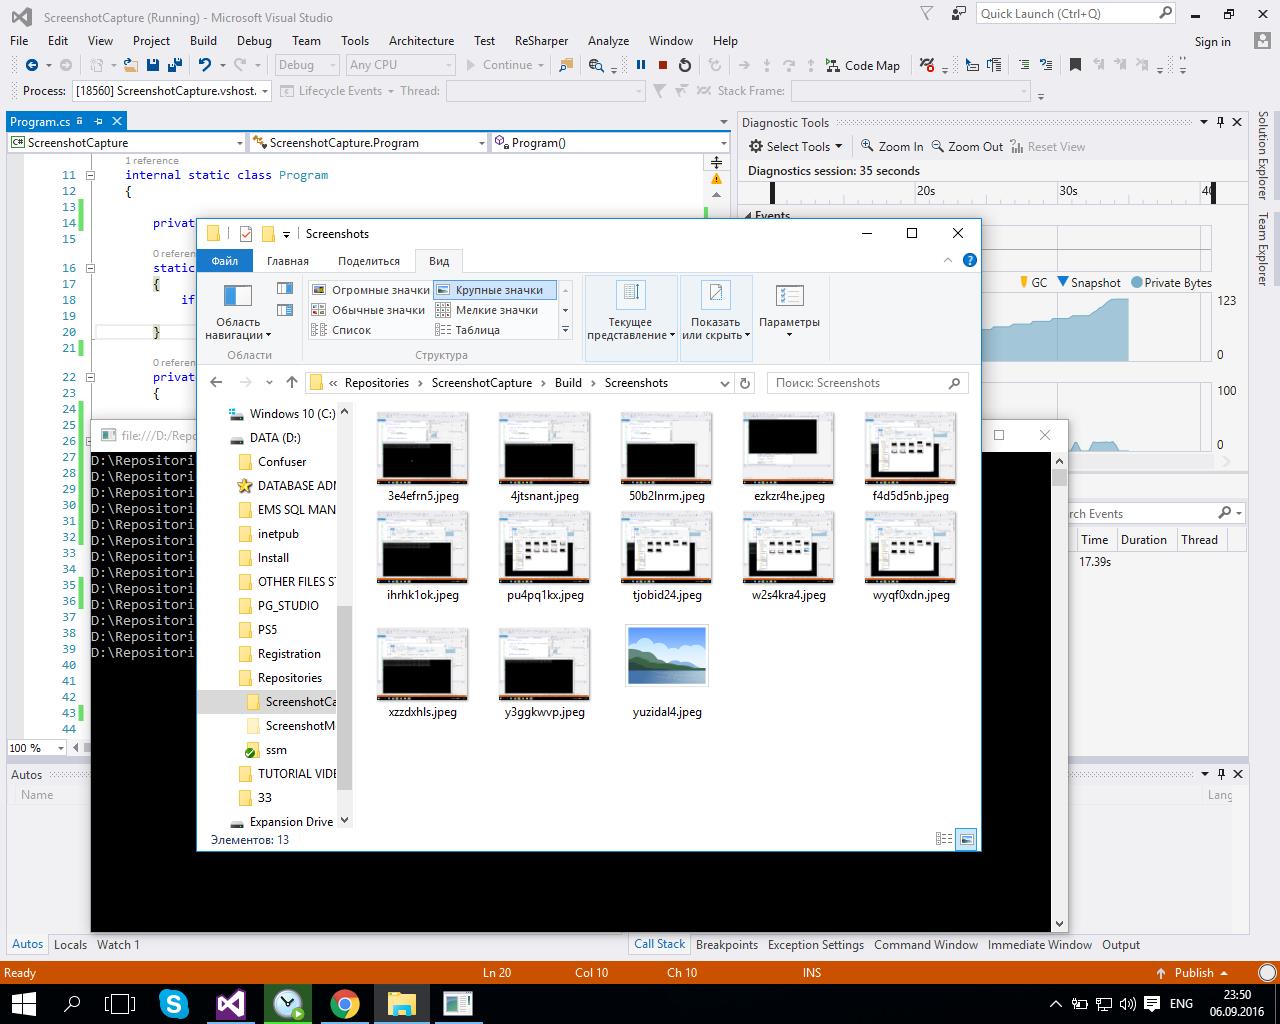 ScreenshotCapture (Running) - Microsoft Visual Studio
Quick Launch (Ctrl+Q)
File Edit View Project Build Debug Team Tools Architecture Test ReSharper Analyze Window Help
Sign in
Debug Any CPU Continue Code Map
Process: [18560] ScreenshotCapture.vshost. Lifecycle Events Thread: Stack Frame:
Program.cs
ScreenshotCapture ScreenshotCapture.Program Program()
1 reference
11 internal static class Program
12 {
13
14 privat
15
0 referen
16 static
17 {
18 if
19
20 }
21
0 referen
22 privat
23 {
24
25
26
27
28
29
30
31
32
33
34
35
36
37
38
39
40
41
42
43
44
100 %
Diagnostic Tools
Select Tools Zoom In Zoom Out Reset View
Diagnostics session: 35 seconds
20s 30s 40
Events
GC Snapshot Private Bytes
123
0
100
0
Search Events
Time Duration Thread
17.39s
Solution Explorer
Team Explorer
file:///D:/Repo
D:\Repositori
D:\Repositori
D:\Repositori
D:\Repositori
D:\Repositori
D:\Repositori
D:\Repositori
D:\Repositori
D:\Repositori
D:\Repositori
D:\Repositori
D:\Repositori
D:\Repositori
Screenshots
Файл Главная Поделиться Вид
Область навигации
Области
Огромные значки Крупные значки
Обычные значки Мелкие значки
Список Таблица
Структура
Текущее представление
Показать или скрыть
Параметры
« Repositories › ScreenshotCapture › Build › Screenshots
Поиск: Screenshots
Windows 10 (C:)
DATA (D:)
Confuser
DATABASE ADM
EMS SQL MAN
inetpub
Install
OTHER FILES ST
PG_STUDIO
PS5
Registration
Repositories
ScreenshotCa
ScreenshotM
ssm
TUTORIAL VIDE
33
Expansion Drive
3e4efrn5.jpeg 4jtsnant.jpeg 50b2lnrm.jpeg ezkzr4he.jpeg f4d5d5nb.jpeg
ihrhk1ok.jpeg pu4pq1kx.jpeg tjobid24.jpeg w2s4kra4.jpeg wyqf0xdn.jpeg
xzzdxhls.jpeg y3ggkwvp.jpeg yuzidal4.jpeg
Элементов: 13
Autos
Name
Lang
Autos Locals Watch 1
Call Stack Breakpoints Exception Settings Command Window Immediate Window Output
Ready Ln 20 Col 10 Ch 10 INS Publish
ENG
23:50
06.09.2016